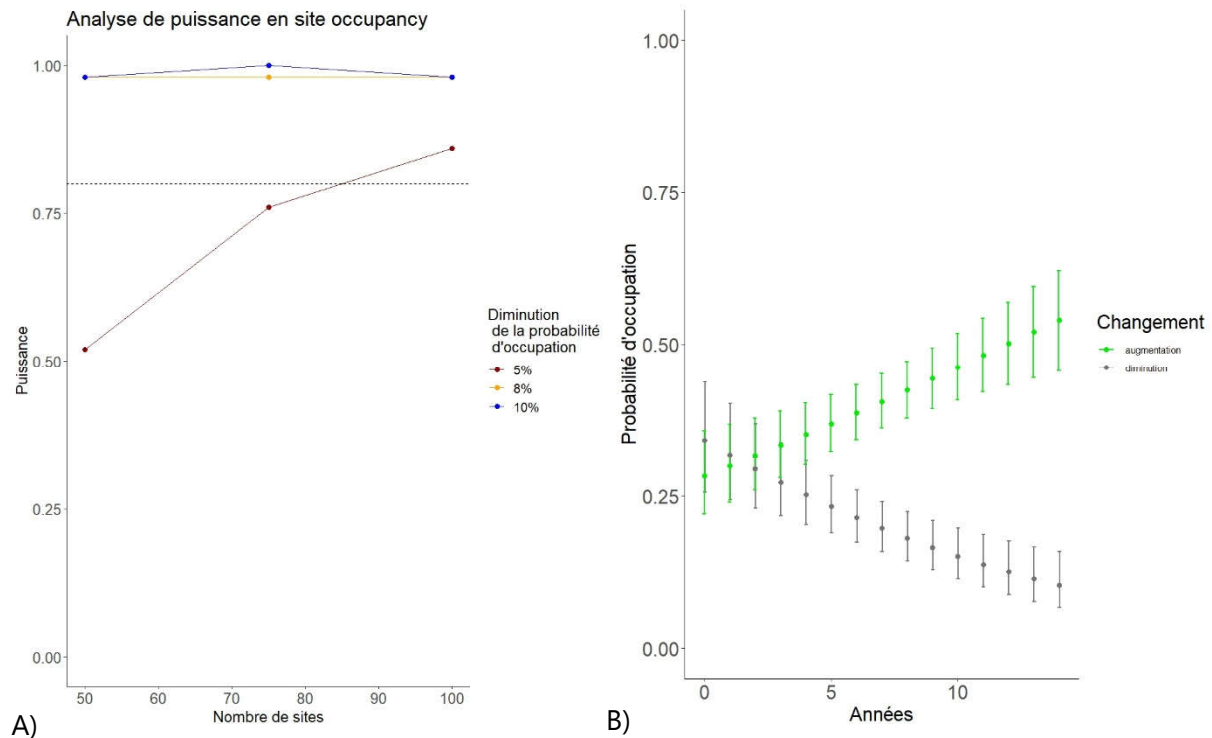 Analyse de puissance en site occupancy
1.00
0.75
0.50
0.25
0.00
Puissance
50
60
70
80
90
100
Nombre de sites
Diminution
de la probabilité
d'occupation
5%
8%
10%
A)
1.00
0.75
0.50
0.25
0.00
Probabilité d'occupation
0
5
10
Années
Changement
augmentation
diminution
B)